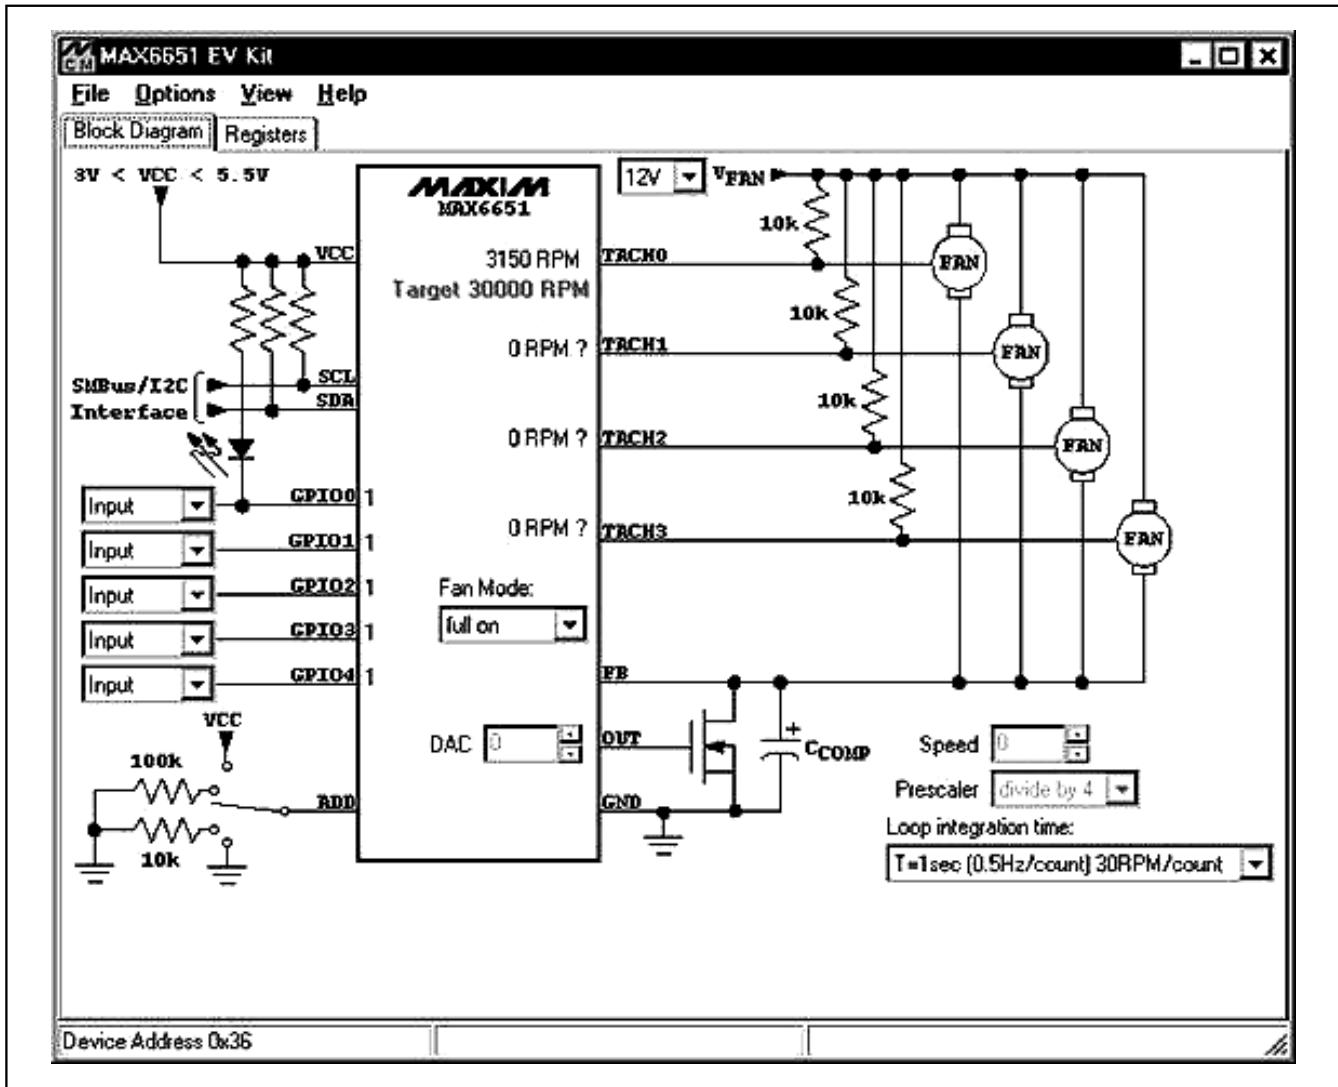 MAX6651 EV Kit
File Options View Help
Block Diagram Registers
3V < VCC < 5.5V
MAXIM
MAX6651
12V
VFAN
10k
VCC
3150 RPM
TACH0
FAN
Target 30000 RPM
10k
0 RPM ?
TACH1
FAN
SMBus/I2C
Interface
SCL
SDA
10k
0 RPM ?
TACH2
FAN
Input
GPIO0 1
10k
0 RPM ?
TACH3
FAN
Input
GPIO1 1
Input
GPIO2 1
Fan Mode:
full on
Input
GPIO3 1
Input
GPIO4 1
FB
VCC
DAC 0
OUT
+
CCOMP
Speed 0
100k
ADD
GND
Prescaler divide by 4
10k
Loop integration time:
T=1sec (0.5Hz/count) 30RPM/count
Device Address 0x36